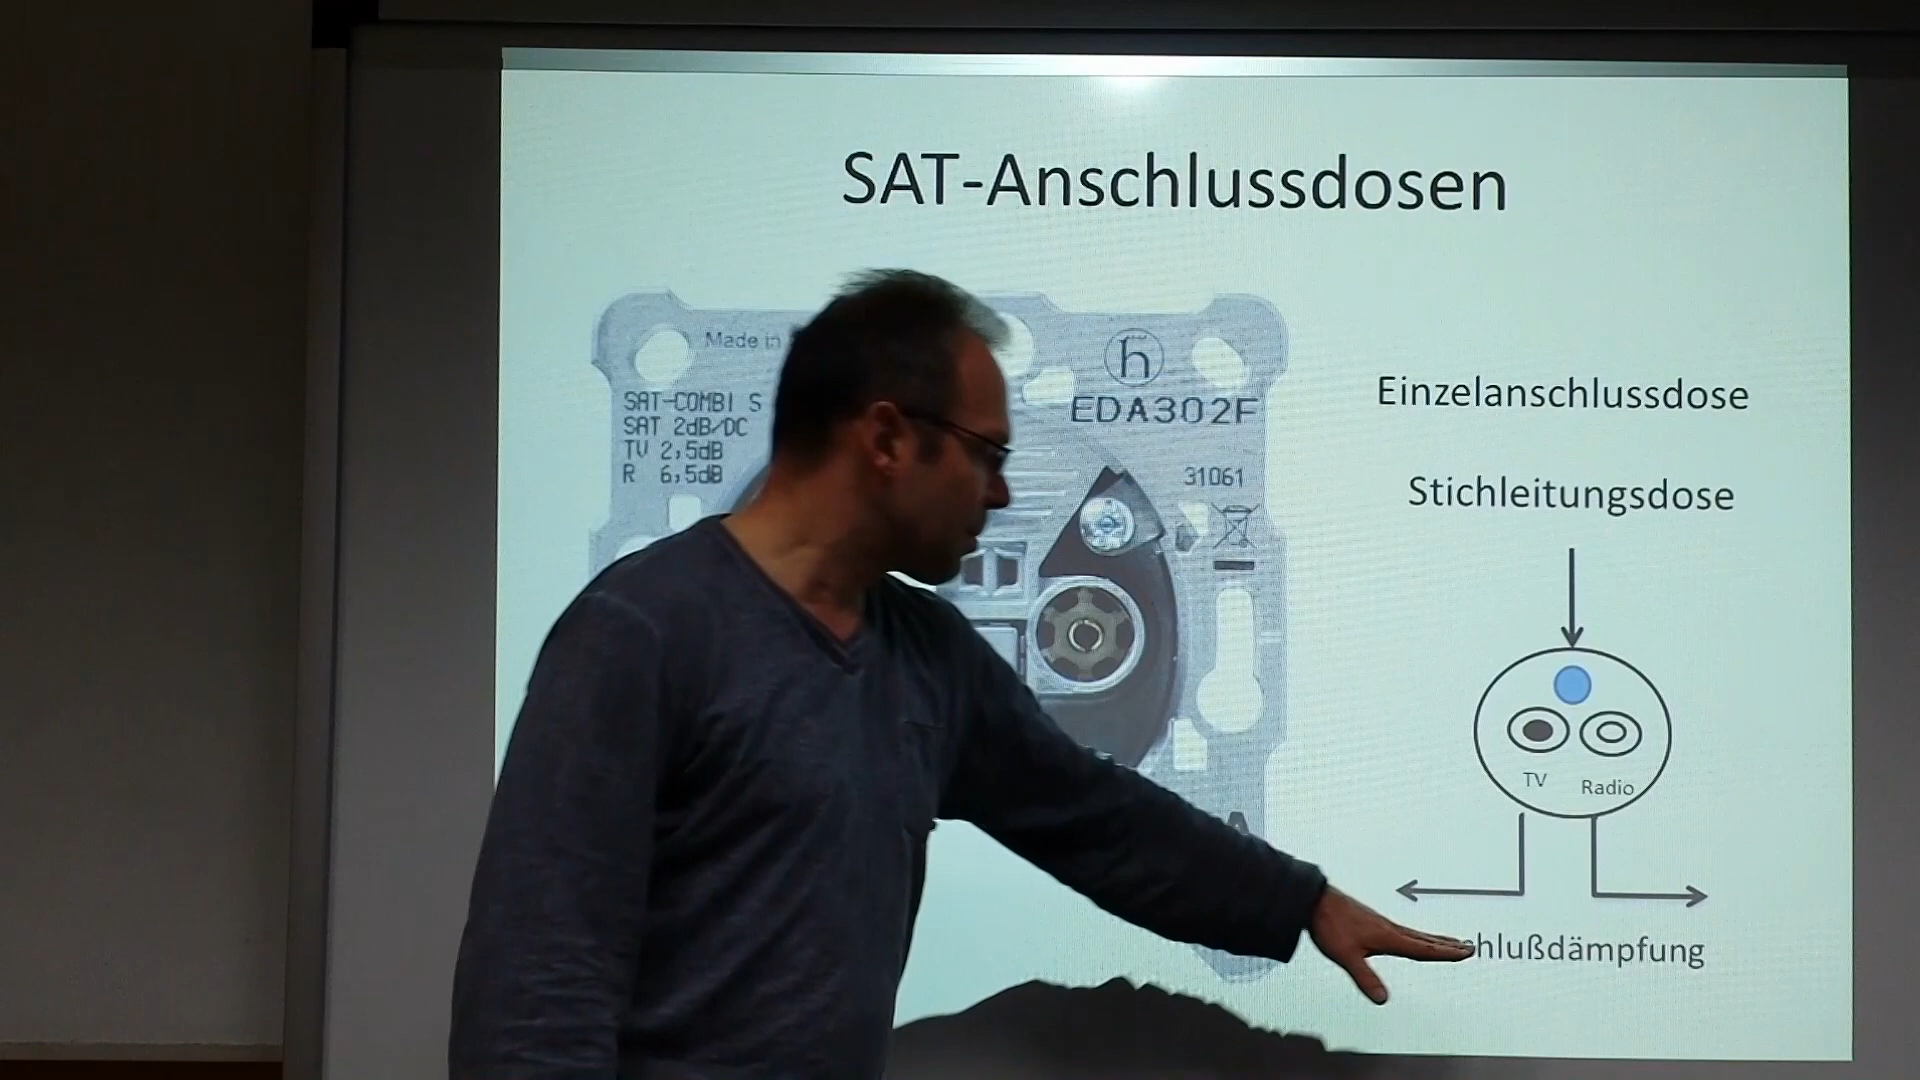 SAT-Anschlussdosen
Made in
h
SAT-COMBI S
SAT 2dB/DC
TV 2,5dB
R 6,5dB
EDA302F
31061
Einzelanschlussdose
Stichleitungsdose
TV
Radio
chlußdämpfung